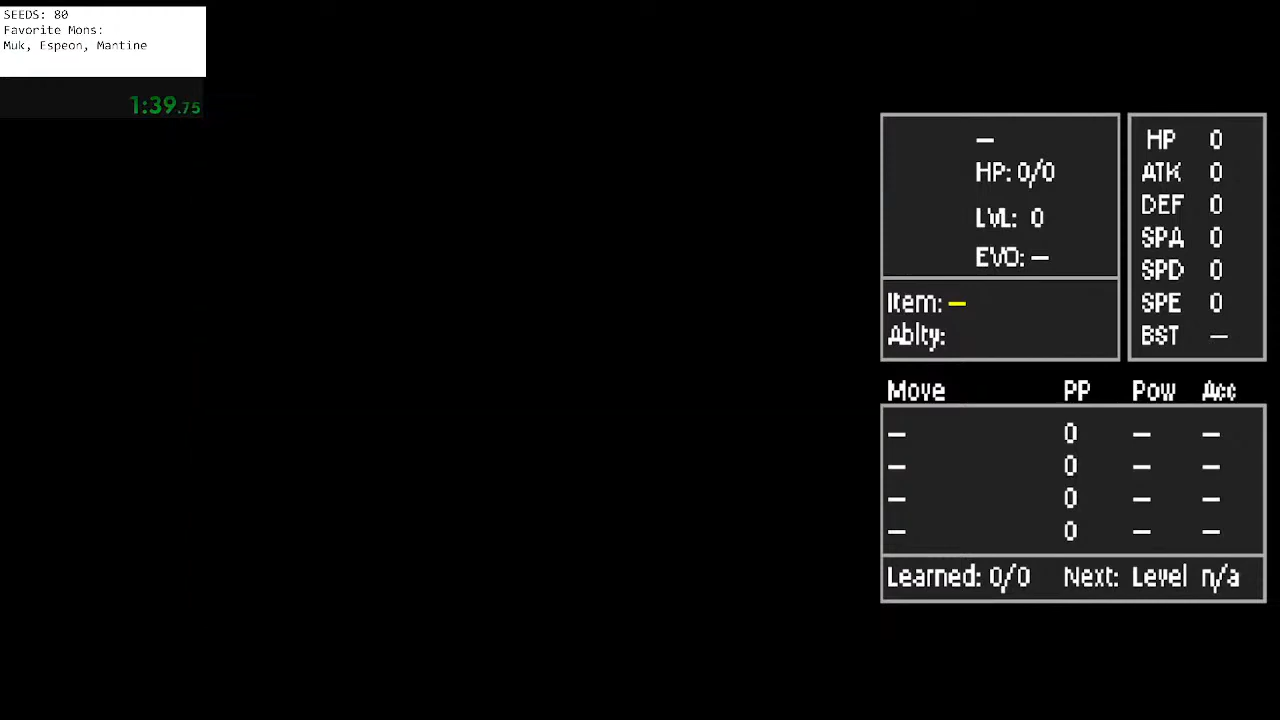 SEEDS: 80
Favorite Mons:
Muk, Espeon, Mantine
1:39.75
—
HP: 0/0
LVL: 0
EVO: —
Item: —
Ablty:
HP 0
ATK 0
DEF 0
SPA 0
SPD 0
SPE 0
BST —
Move PP Pow Acc
— 0 — —
— 0 — —
— 0 — —
— 0 — —
Learned: 0/0 Next: Level n/a